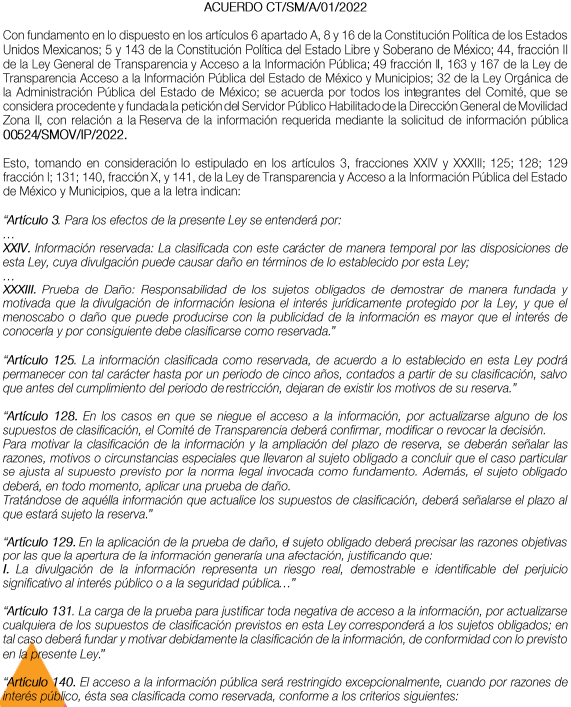 ACUERDO CT/SM/A/01/2022
Con fundamento en lo dispuesto en los artículos 6 apartado A, 8 y 16 de la Constitución Política de los Estados
Unidos Mexicanos; 5 y 143 de la Constitución Política del Estado Libre y Soberano de México; 44, fracción II
de la Ley General de Transparencia y Acceso a la Información Pública; 49 fracción II, 163 y 167 de la Ley de
Transparencia Acceso a la Información Pública del Estado de México y Municipios; 32 de la Ley Orgánica de
la Administración Pública del Estado de México; se acuerda por todos los integrantes del Comité, que se
considera procedente y fundada la petición del Servidor Público Habilitado de la Dirección General de Movilidad
Zona II, con relación a la Reserva de la información requerida mediante la solicitud de información pública
00524/SMOV/IP/2022.
Esto, tomando en consideración lo estipulado en los artículos 3, fracciones XXIV y XXXIII; 125; 128; 129
fracción I; 131; 140, fracción X, y 141, de la Ley de Transparencia y Acceso a la Información Pública del Estado
de México y Municipios, que a la letra indican:
“Artículo 3. Para los efectos de la presente Ley se entenderá por:
…
XXIV. Información reservada: La clasificada con este carácter de manera temporal por las disposiciones de
esta Ley, cuya divulgación puede causar daño en términos de lo establecido por esta Ley;
…
XXXIII. Prueba de Daño: Responsabilidad de los sujetos obligados de demostrar de manera fundada y
motivada que la divulgación de información lesiona el interés jurídicamente protegido por la Ley, y que el
menoscabo o daño que puede producirse con la publicidad de la información es mayor que el interés de
conocerla y por consiguiente debe clasificarse como reservada.”
“Artículo 125. La información clasificada como reservada, de acuerdo a lo establecido en esta Ley podrá
permanecer con tal carácter hasta por un periodo de cinco años, contados a partir de su clasificación, salvo
que antes del cumplimiento del periodo de restricción, dejaran de existir los motivos de su reserva.”
“Artículo 128. En los casos en que se niegue el acceso a la información, por actualizarse alguno de los
supuestos de clasificación, el Comité de Transparencia deberá confirmar, modificar o revocar la decisión.
Para motivar la clasificación de la información y la ampliación del plazo de reserva, se deberán señalar las
razones, motivos o circunstancias especiales que llevaron al sujeto obligado a concluir que el caso particular
se ajusta al supuesto previsto por la norma legal invocada como fundamento. Además, el sujeto obligado
deberá, en todo momento, aplicar una prueba de daño.
Tratándose de aquélla información que actualice los supuestos de clasificación, deberá señalarse el plazo al
que estará sujeto la reserva.”
“Artículo 129. En la aplicación de la prueba de daño, el sujeto obligado deberá precisar las razones objetivas
por las que la apertura de la información generaría una afectación, justificando que:
I. La divulgación de la información representa un riesgo real, demostrable e identificable del perjuicio
significativo al interés público o a la seguridad pública…”
“Artículo 131. La carga de la prueba para justificar toda negativa de acceso a la información, por actualizarse
cualquiera de los supuestos de clasificación previstos en esta Ley corresponderá a los sujetos obligados; en
tal caso deberá fundar y motivar debidamente la clasificación de la información, de conformidad con lo previsto
en la presente Ley.”
“Artículo 140. El acceso a la información pública será restringido excepcionalmente, cuando por razones de
interés público, ésta sea clasificada como reservada, conforme a los criterios siguientes: